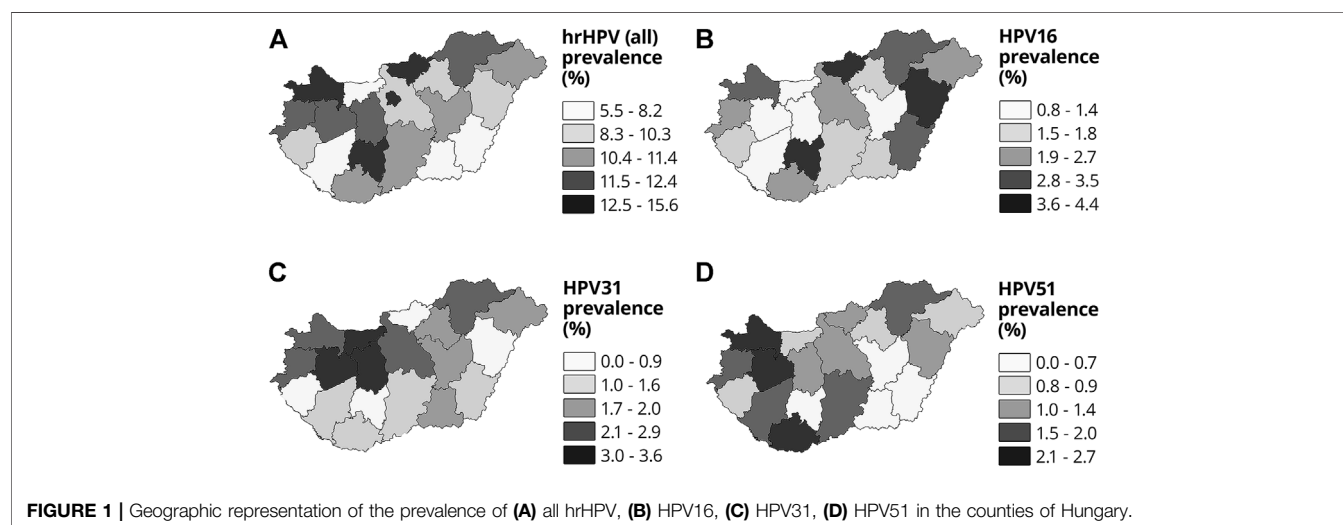 A
hrHPV (all)
prevalence
(%)
5.5 - 8.2
8.3 - 10.3
10.4 - 11.4
11.5 - 12.4
12.5 - 15.6
B
HPV16
prevalence
(%)
0.8 - 1.4
1.5 - 1.8
1.9 - 2.7
2.8 - 3.5
3.6 - 4.4
C
HPV31
prevalence
(%)
0.0 - 0.9
1.0 - 1.6
1.7 - 2.0
2.1 - 2.9
3.0 - 3.6
D
HPV51
prevalence
(%)
0.0 - 0.7
0.8 - 0.9
1.0 - 1.4
1.5 - 2.0
2.1 - 2.7
FIGURE 1 | Geographic representation of the prevalence of (A) all hrHPV, (B) HPV16, (C) HPV31, (D) HPV51 in the counties of Hungary.